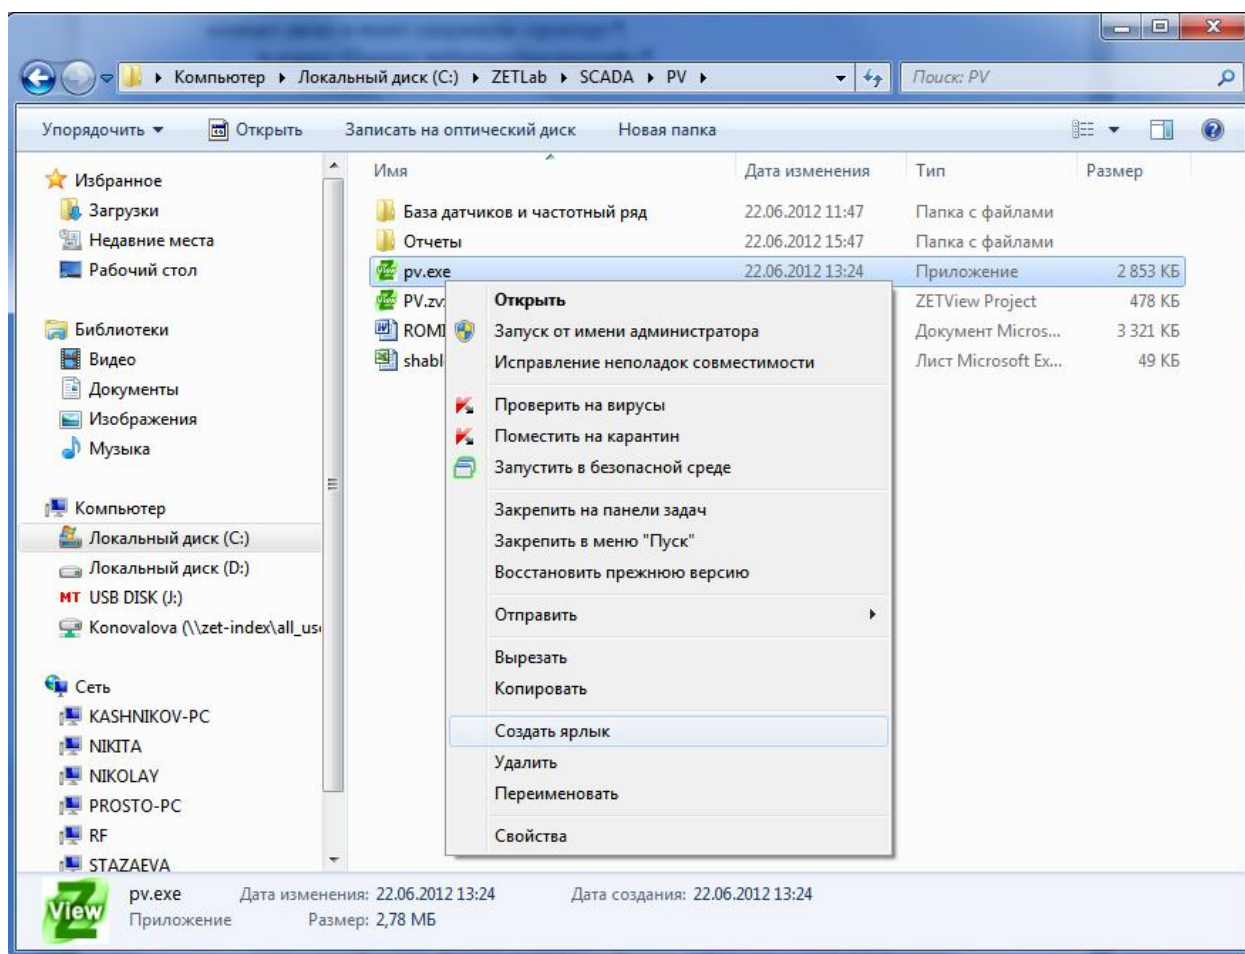 Компьютер ▸ Локальный диск (C:) ▸ ZETLab ▸ SCADA ▸ PV ▸
Поиск: PV
Упорядочить Открыть Записать на оптический диск Новая папка
Имя Дата изменения Тип Размер
Избранное
Загрузки
Недавние места
Рабочий стол
Библиотеки
Видео
Документы
Изображения
Музыка
Компьютер
Локальный диск (C:)
Локальный диск (D:)
MT USB DISK (J:)
Konovalova (\\zet-index\all_us
Сеть
KASHNIKOV-PC
NIKITA
NIKOLAY
PROSTO-PC
RF
STAZAEVA
База датчиков и частотный ряд 22.06.2012 11:47 Папка с файлами
Отчеты 22.06.2012 15:47 Папка с файлами
pv.exe 22.06.2012 13:24 Приложение 2 853 КБ
PV.zv ZETView Project 478 КБ
ROM Документ Micros... 3 321 КБ
shabl Лист Microsoft Ex... 49 КБ
Открыть
Запуск от имени администратора
Исправление неполадок совместимости
Проверить на вирусы
Поместить на карантин
Запустить в безопасной среде
Закрепить на панели задач
Закрепить в меню "Пуск"
Восстановить прежнюю версию
Отправить
Вырезать
Копировать
Создать ярлык
Удалить
Переименовать
Свойства
View
pv.exe Дата изменения: 22.06.2012 13:24 Дата создания: 22.06.2012 13:24
Приложение Размер: 2,78 МБ